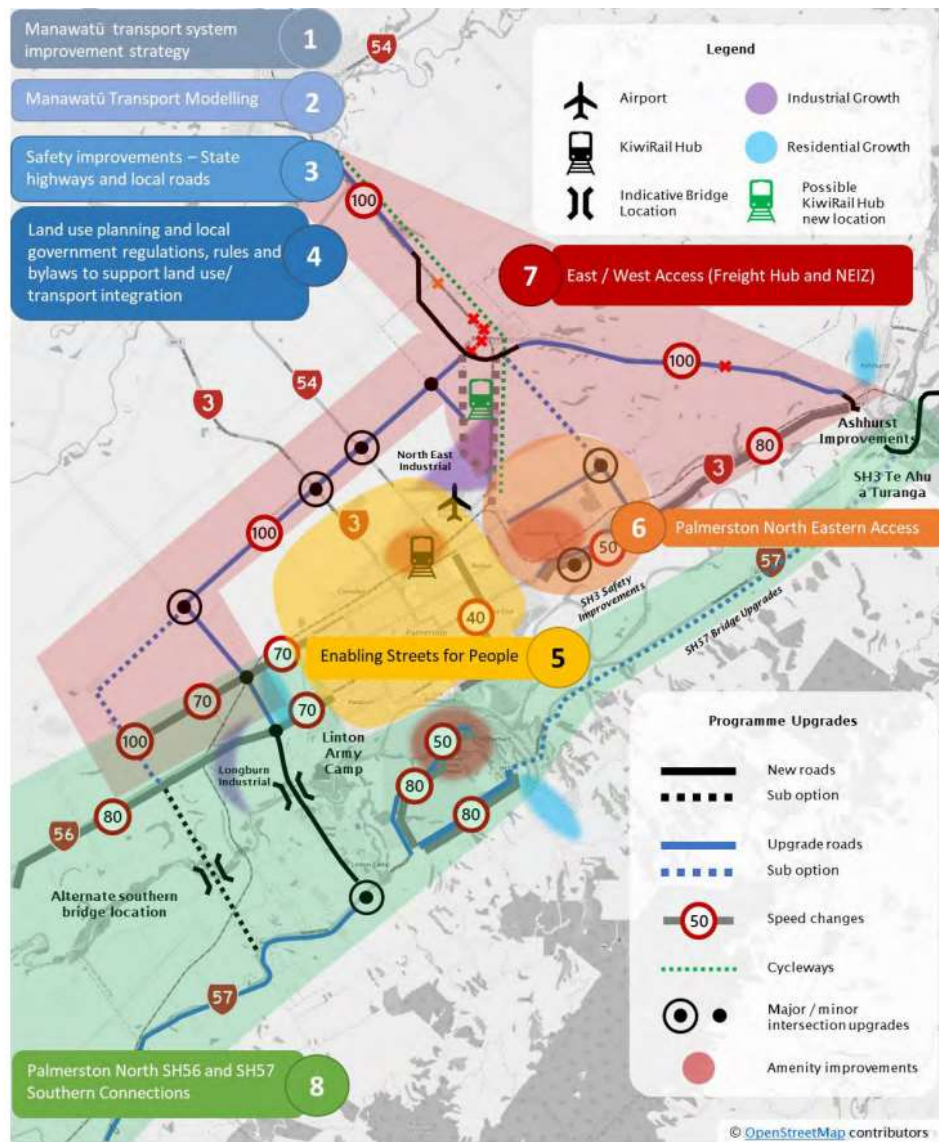 Manawatū transport system
improvement strategy
1
Manawatū Transport Modelling
2
Safety improvements – State
highways and local roads
3
Land use planning and local
government regulations, rules and
bylaws to support land use/
transport integration
4
54
Legend
Airport
Industrial Growth
KiwiRail Hub
Residential Growth
Indicative Bridge
Location
Possible
KiwiRail Hub
new location
7
East / West Access (Freight Hub and NEIZ)
100
100
54
3
80
3
Ashhurst
Ashhurst
Improvements
SH3 Te Ahu
a Turanga
North East
Industrial
3
100
6
Palmerston North Eastern Access
50
57
SH3 Safety
Improvements
SH57 Bridge Upgrades
40
Enabling Streets for People
5
70
70
70
100
Linton
Army
Camp
Longburn
Industrial
50
80
80
80
56
Alternate southern
bridge location
Linton Camp
57
Programme Upgrades
New roads
Sub option
Upgrade roads
Sub option
50
Speed changes
Cycleways
Major / minor
intersection upgrades
Amenity improvements
Palmerston North SH56 and SH57
Southern Connections
8
© OpenStreetMap contributors